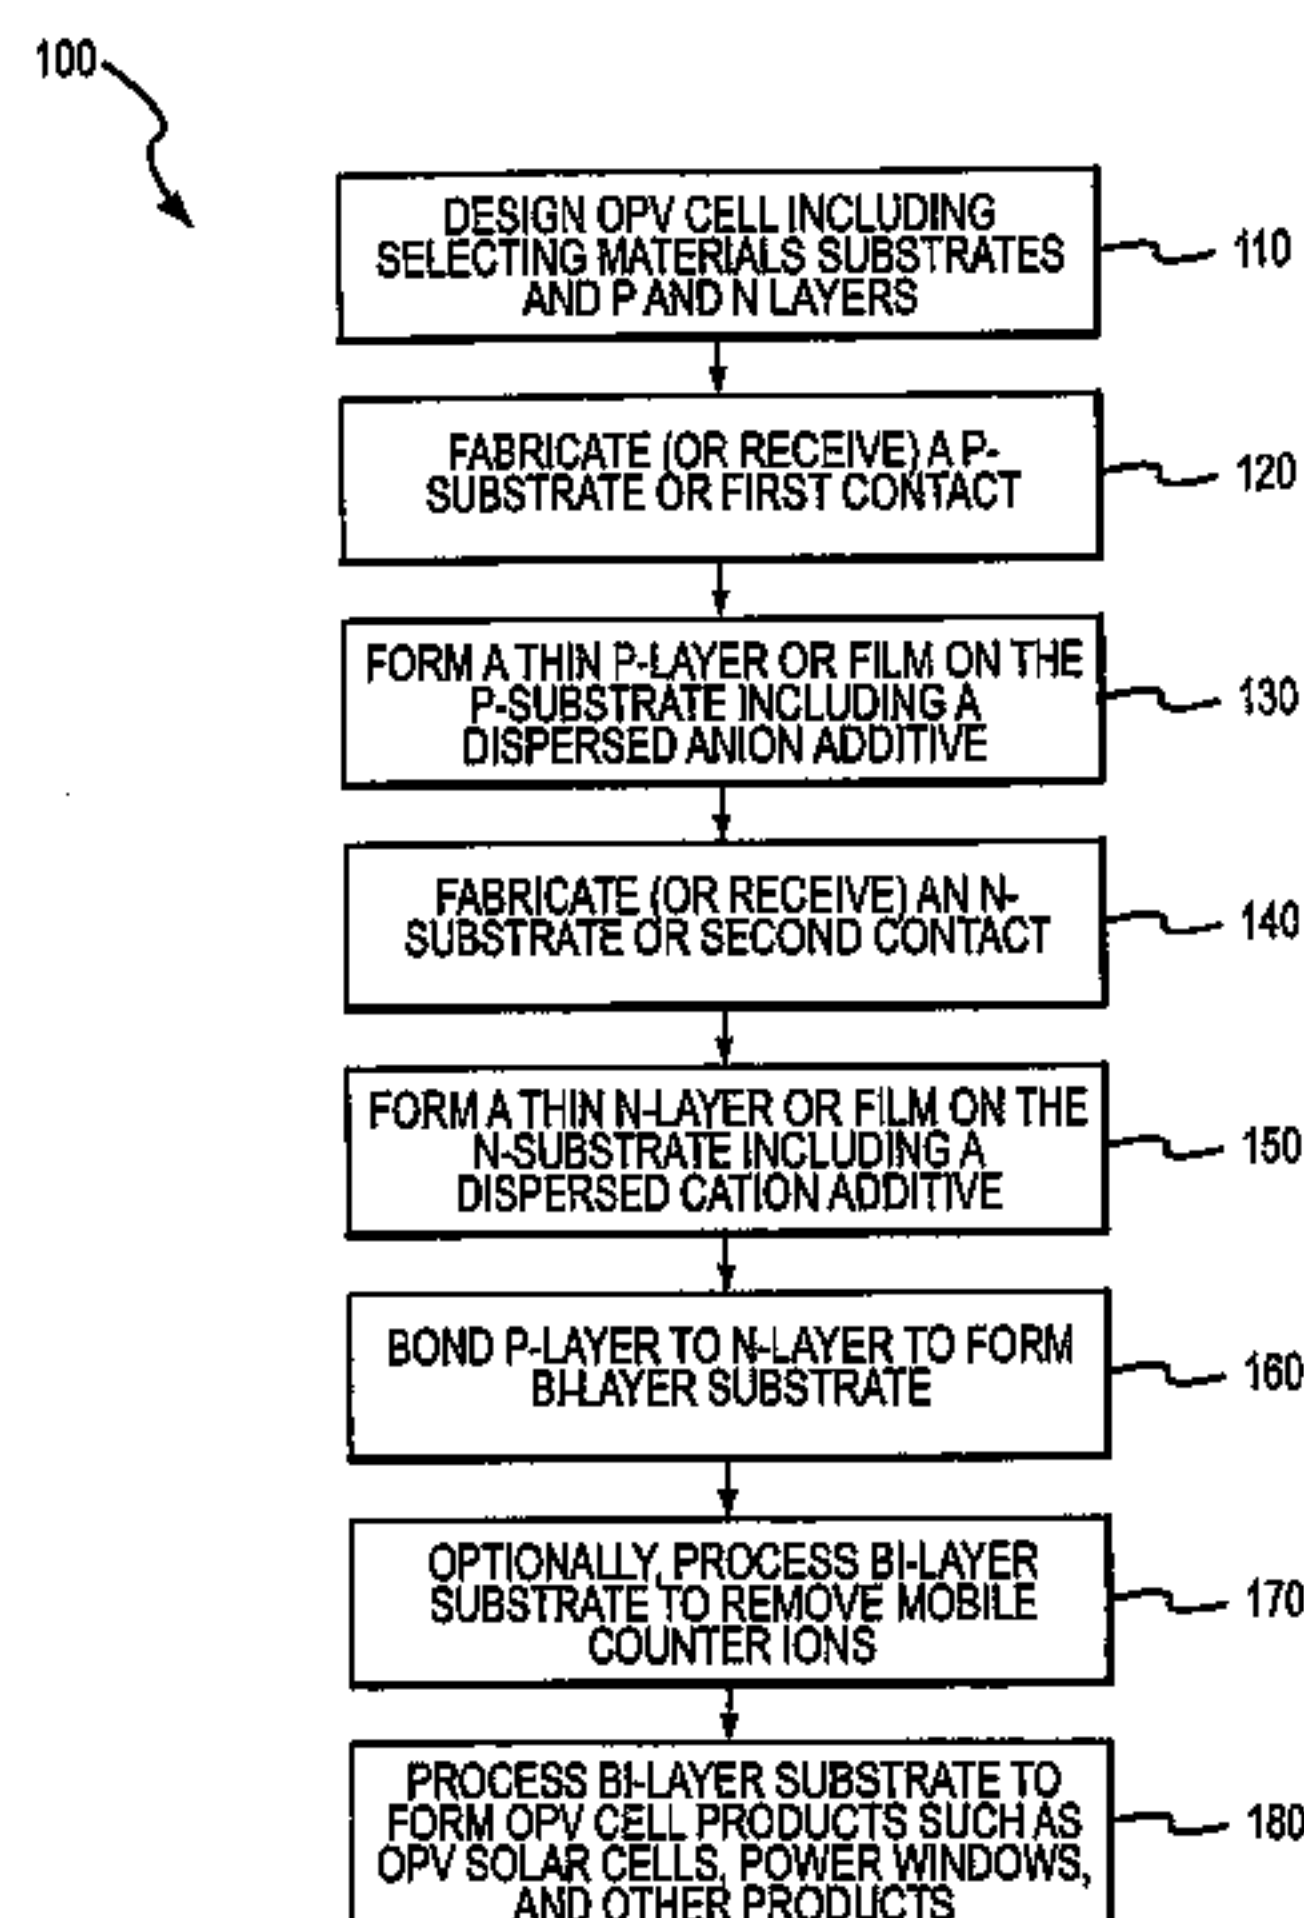 100
DESIGN OPV CELL INCLUDING
SELECTING MATERIALS SUBSTRATES
AND P AND N LAYERS
110
FABRICATE (OR RECEIVE) A P-
SUBSTRATE OR FIRST CONTACT
120
FORM A THIN P-LAYER OR FILM ON THE
P-SUBSTRATE INCLUDING A
DISPERSED ANION ADDITIVE
130
FABRICATE (OR RECEIVE) AN N-
SUBSTRATE OR SECOND CONTACT
140
FORM A THIN N-LAYER OR FILM ON THE
N-SUBSTRATE INCLUDING A
DISPERSED CATION ADDITIVE
150
BOND P-LAYER TO N-LAYER TO FORM
BI-LAYER SUBSTRATE
160
OPTIONALLY, PROCESS BI-LAYER
SUBSTRATE TO REMOVE MOBILE
COUNTER IONS
170
PROCESS BI-LAYER SUBSTRATE TO
FORM OPV CELL PRODUCTS SUCH AS
OPV SOLAR CELLS, POWER WINDOWS,
AND OTHER PRODUCTS
180